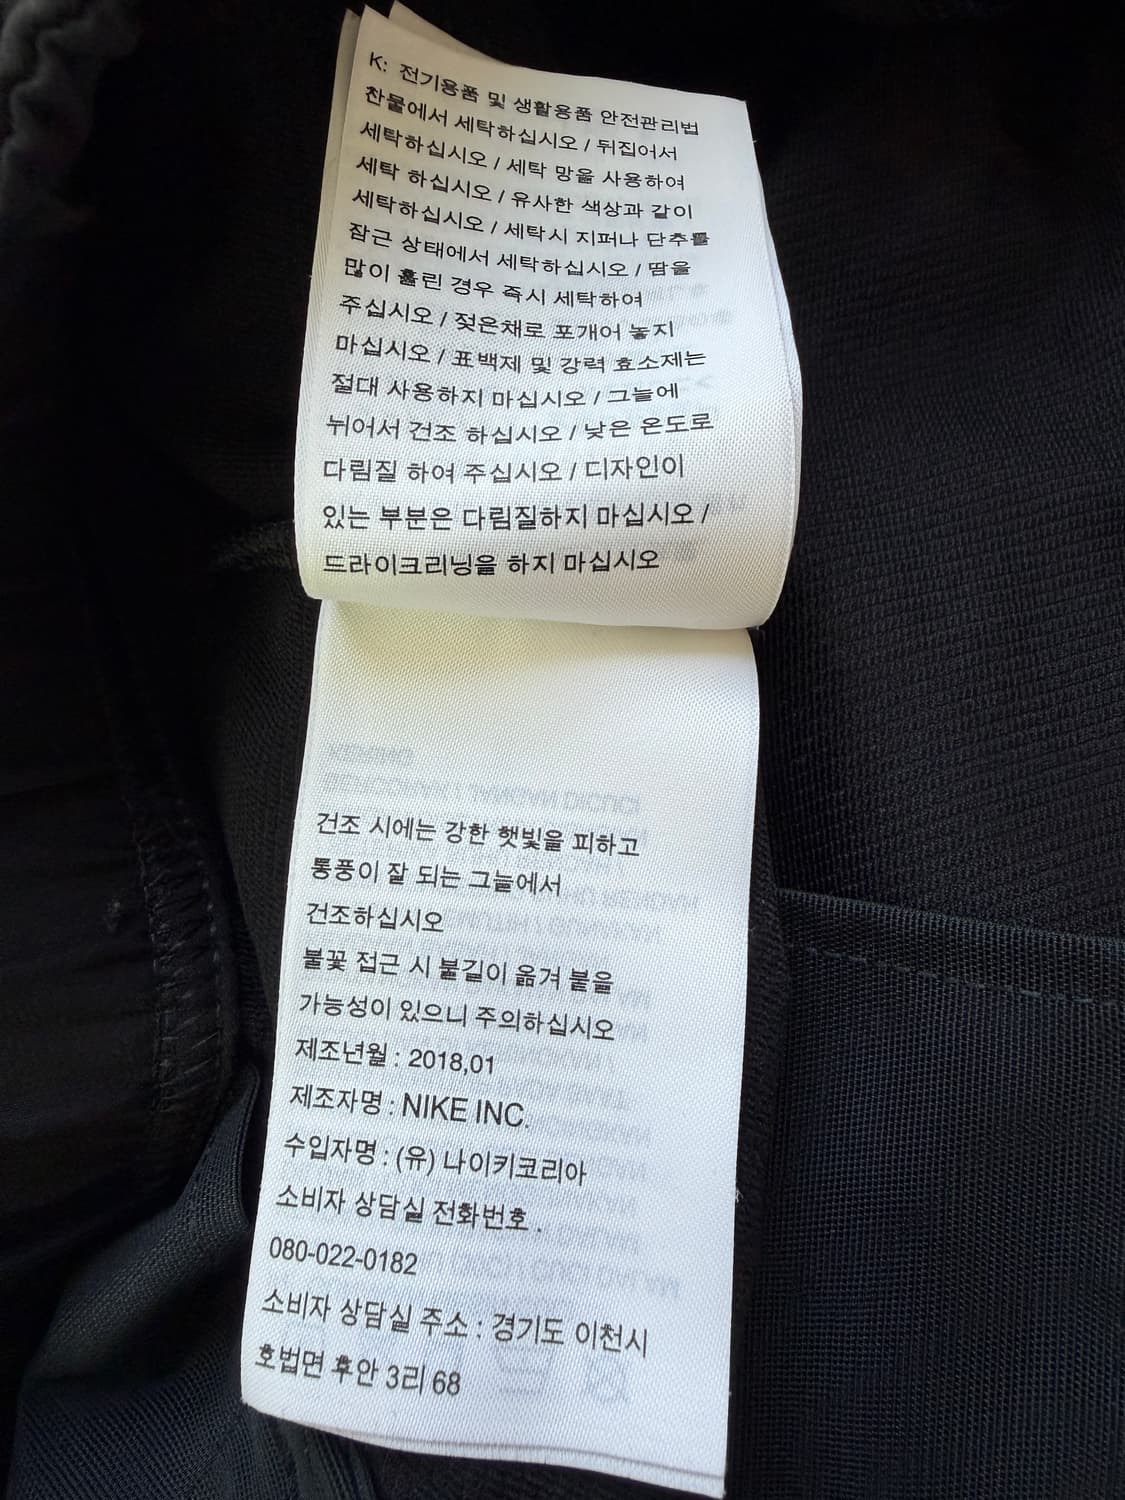 K: 전기용품 및 생활용품 안전관리법
찬물에서 세탁하십시오 / 뒤집어서
세탁하십시오 / 세탁 망을 사용하여
세탁 하십시오 / 유사한 색상과 같이
세탁하십시오 / 세탁시 지퍼나 단추를
잠근 상태에서 세탁하십시오 / 땀을
많이 흘린 경우 즉시 세탁하여
주십시오 / 젖은채로 포개어 놓지
마십시오 / 표백제 및 강력 효소제는
절대 사용하지 마십시오 / 그늘에
뉘어서 건조 하십시오 / 낮은 온도로
다림질 하여 주십시오 / 디자인이
있는 부분은 다림질하지 마십시오 /
드라이크리닝을 하지 마십시오
건조 시에는 강한 햇빛을 피하고
통풍이 잘 되는 그늘에서
건조하십시오
불꽃 접근 시 불길이 옮겨 붙을
가능성이 있으니 주의하십시오
제조년월 : 2018,01
제조자명 : NIKE INC.
수입자명 : (유) 나이키코리아
소비자 상담실 전화번호 .
080-022-0182
소비자 상담실 주소 : 경기도 이천시
호법면 후안 3리 68